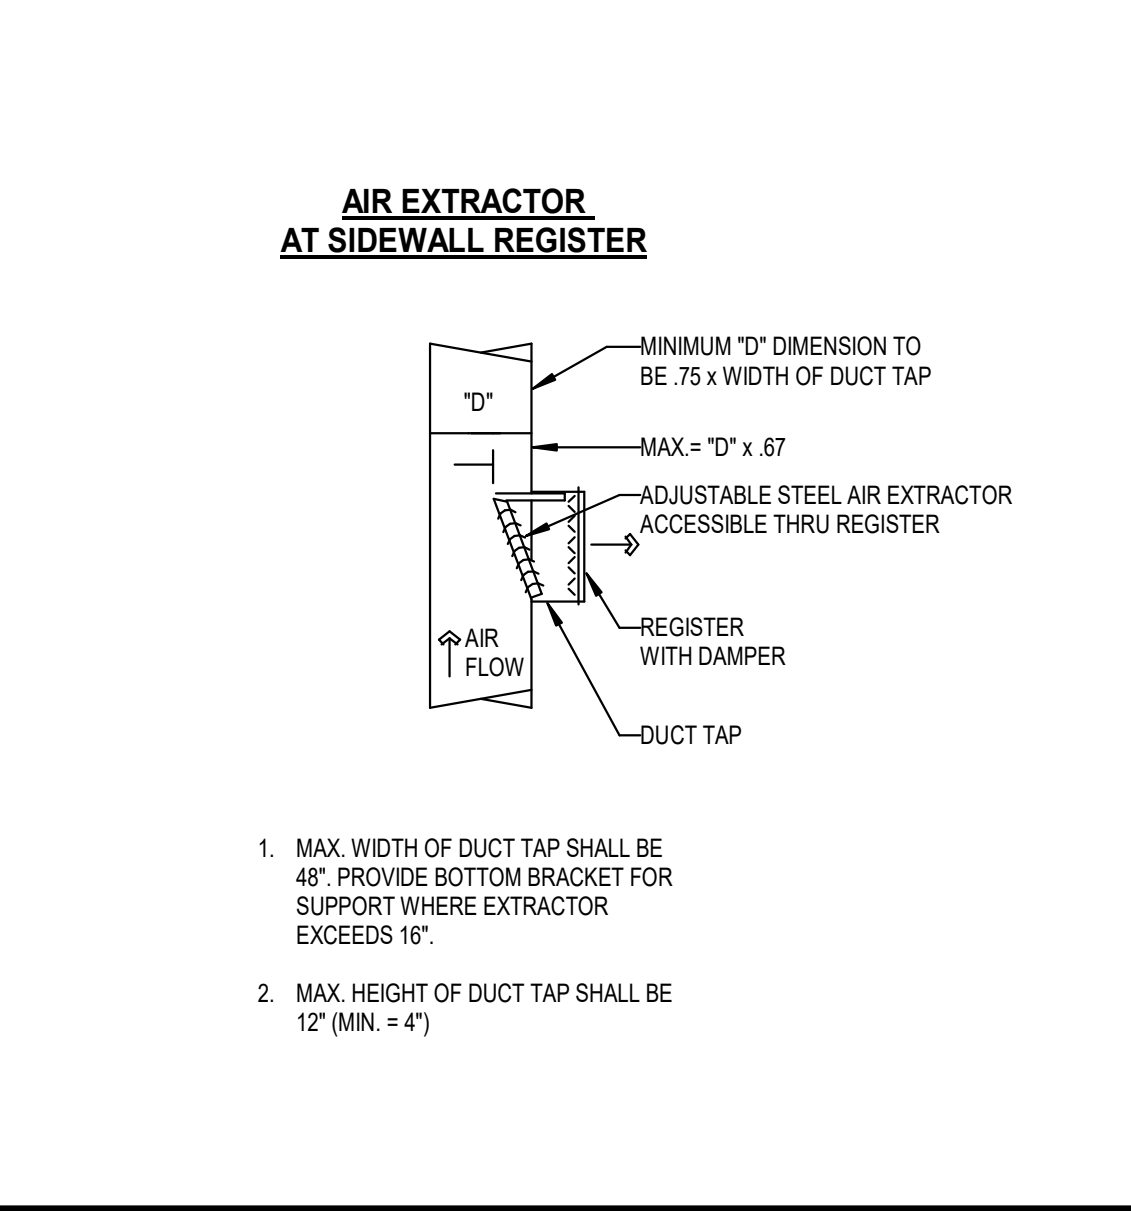 AIR EXTRACTOR
AT SIDEWALL REGISTER
MINIMUM "D" DIMENSION TO
BE .75 x WIDTH OF DUCT TAP
"D"
MAX.= "D" x .67
ADJUSTABLE STEEL AIR EXTRACTOR
ACCESSIBLE THRU REGISTER
REGISTER
WITH DAMPER
AIR
FLOW
DUCT TAP
1. MAX. WIDTH OF DUCT TAP SHALL BE
48". PROVIDE BOTTOM BRACKET FOR
SUPPORT WHERE EXTRACTOR
EXCEEDS 16".
2. MAX. HEIGHT OF DUCT TAP SHALL BE
12" (MIN. = 4")